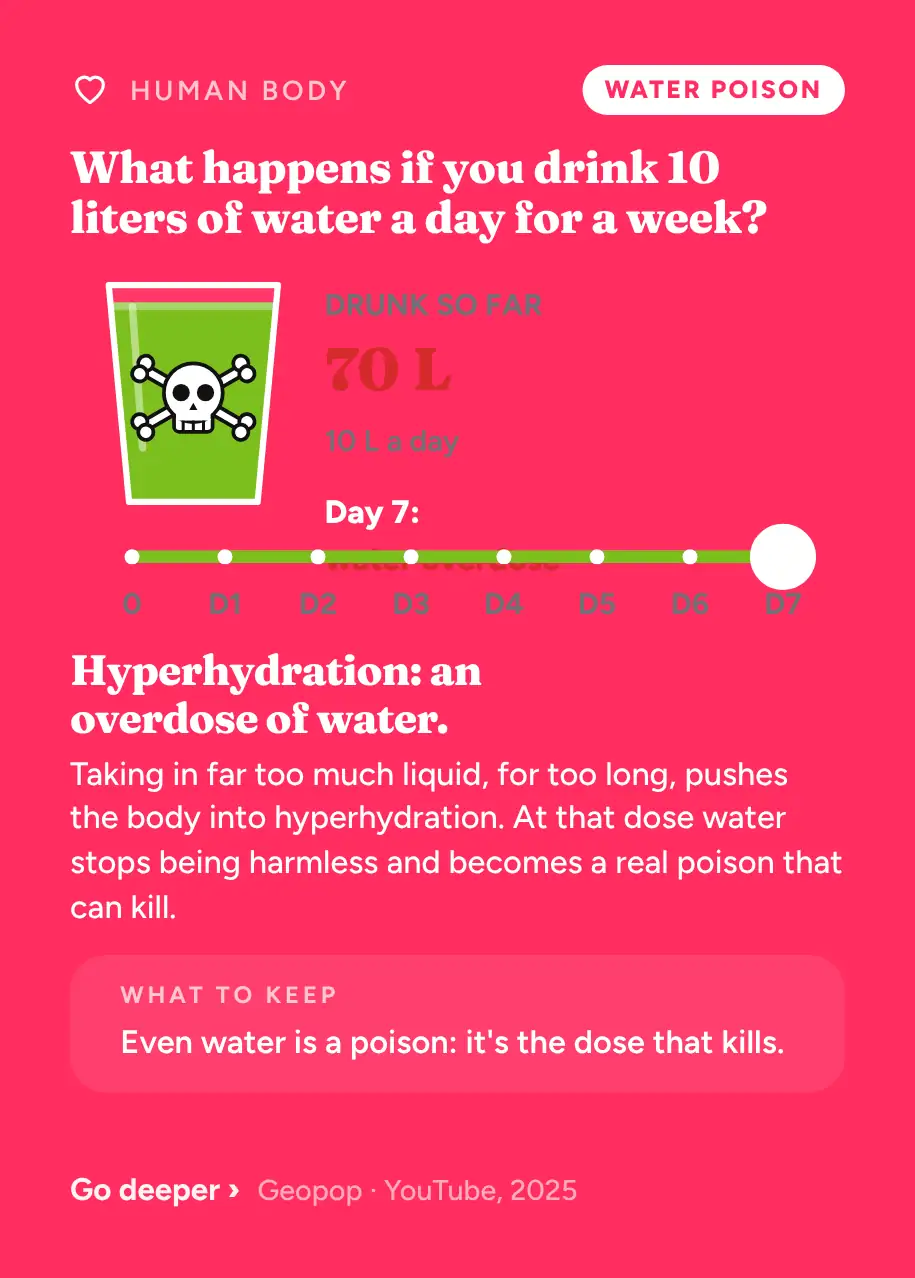 HUMAN BODY
WATER POISON
What happens if you drink 10
liters of water a day for a week?
DRUNK SO FAR
70 L
10 L a day
Day 7:
water overdose
0 D1 D2 D3 D4 D5 D6 D7
Hyperhydration: an
overdose of water.
Taking in far too much liquid, for too long, pushes
the body into hyperhydration. At that dose water
stops being harmless and becomes a real poison that
can kill.
WHAT TO KEEP
Even water is a poison: it's the dose that kills.
Go deeper › Geopop · YouTube, 2025